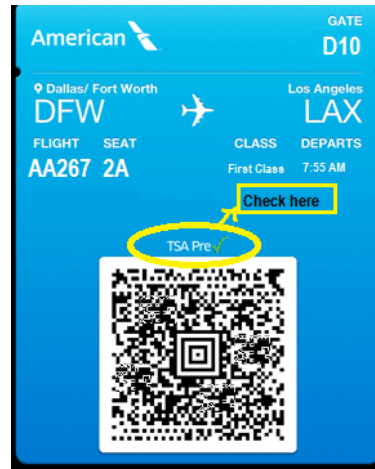 American
GATE
D10
Dallas/ Fort Worth
Los Angeles
DFW
LAX
FLIGHT SEAT CLASS DEPARTS
AA267 2A First Class 7:55 AM
Check here
TSA Pre✓